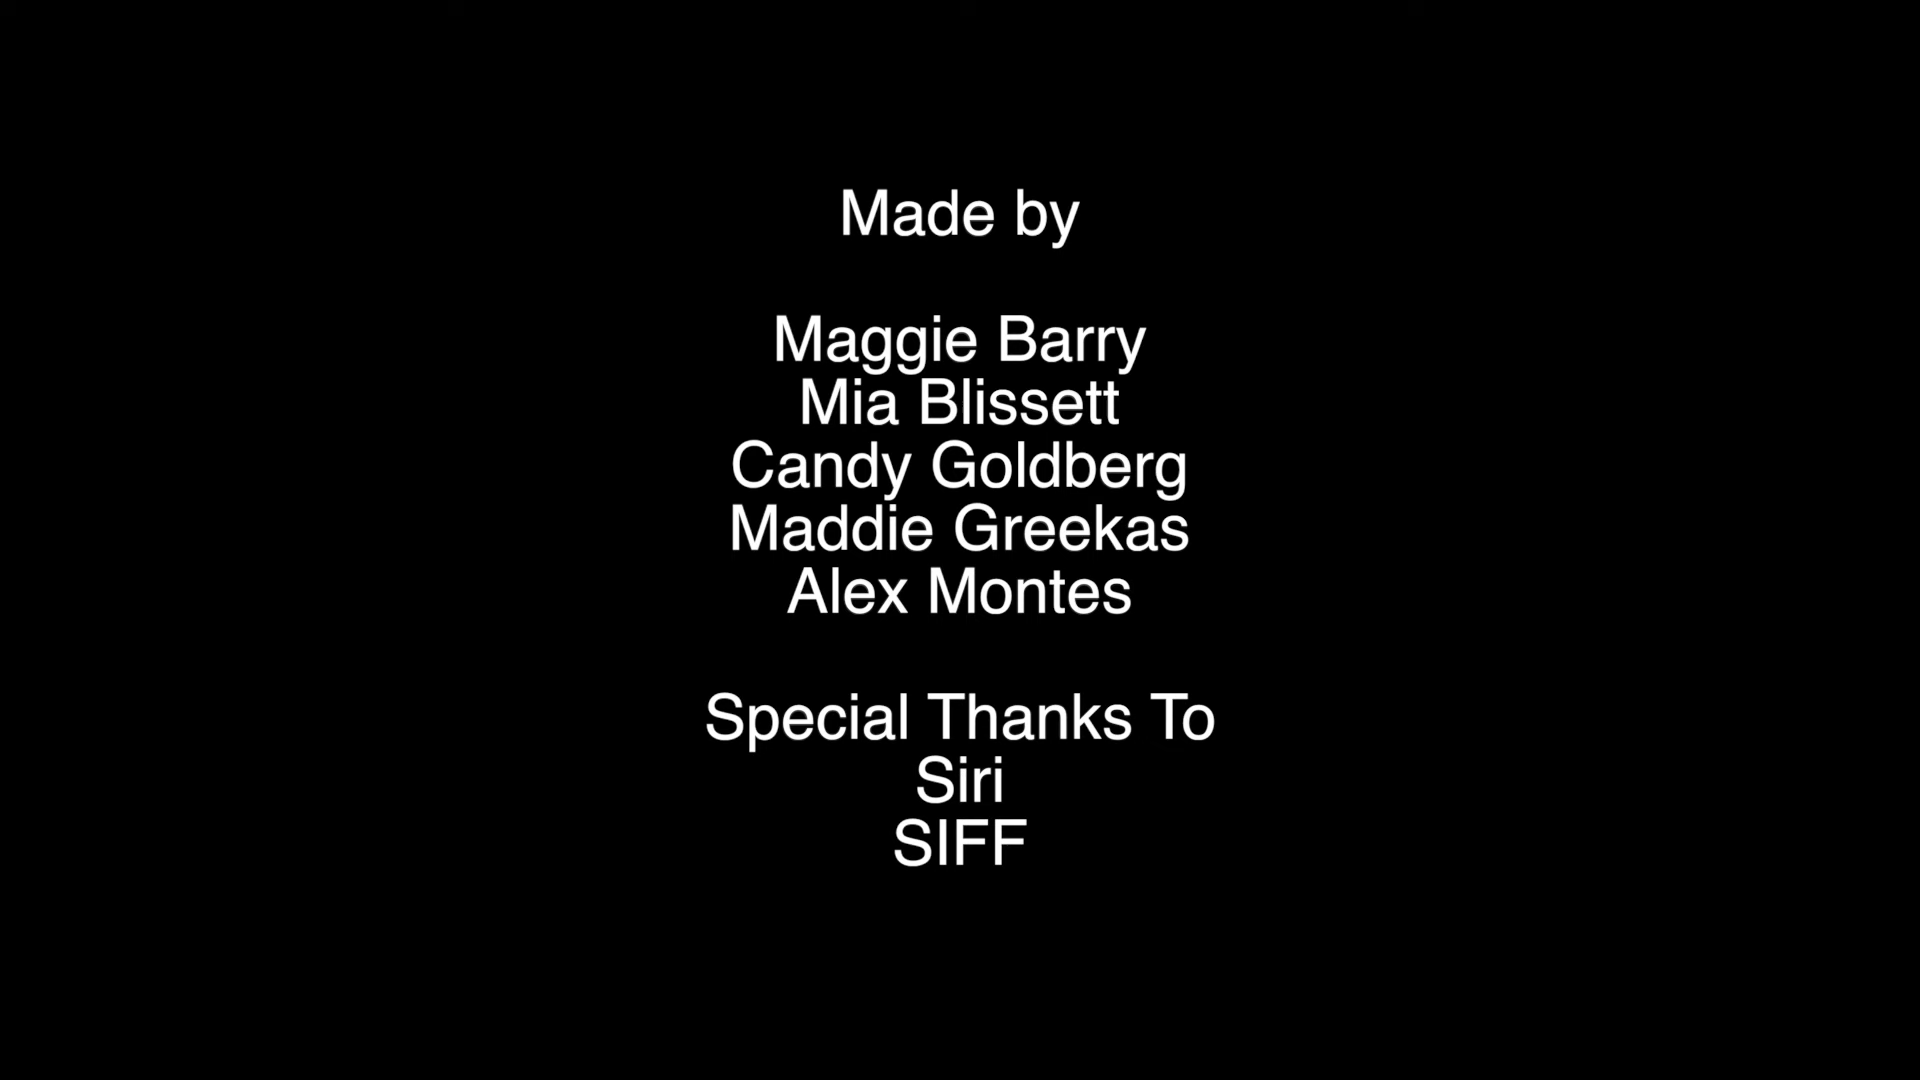 Made by
Maggie Barry
Mia Blissett
Candy Goldberg
Maddie Greekas
Alex Montes
Special Thanks To
Siri
SIFF